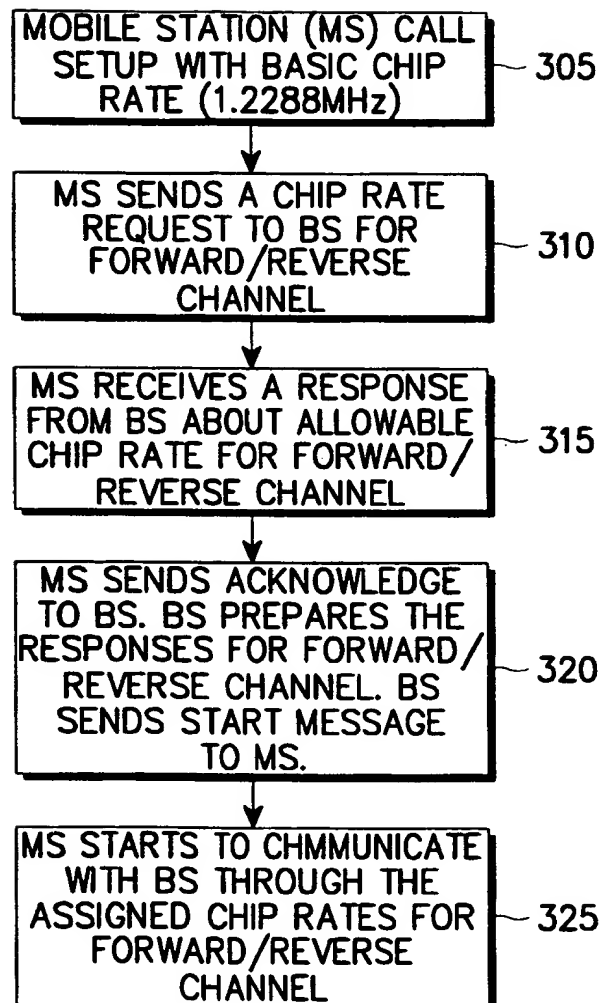 MOBILE STATION (MS) CALL
SETUP WITH BASIC CHIP
RATE (1.2288MHz)
305
MS SENDS A CHIP RATE
REQUEST TO BS FOR
FORWARD/REVERSE
CHANNEL
310
MS RECEIVES A RESPONSE
FROM BS ABOUT ALLOWABLE
CHIP RATE FOR FORWARD/
REVERSE CHANNEL
315
MS SENDS ACKNOWLEDGE
TO BS. BS PREPARES THE
RESPONSES FOR FORWARD/
REVERSE CHANNEL. BS
SENDS START MESSAGE
TO MS.
320
MS STARTS TO CHMMUNICATE
WITH BS THROUGH THE
ASSIGNED CHIP RATES FOR
FORWARD/REVERSE
CHANNEL
325